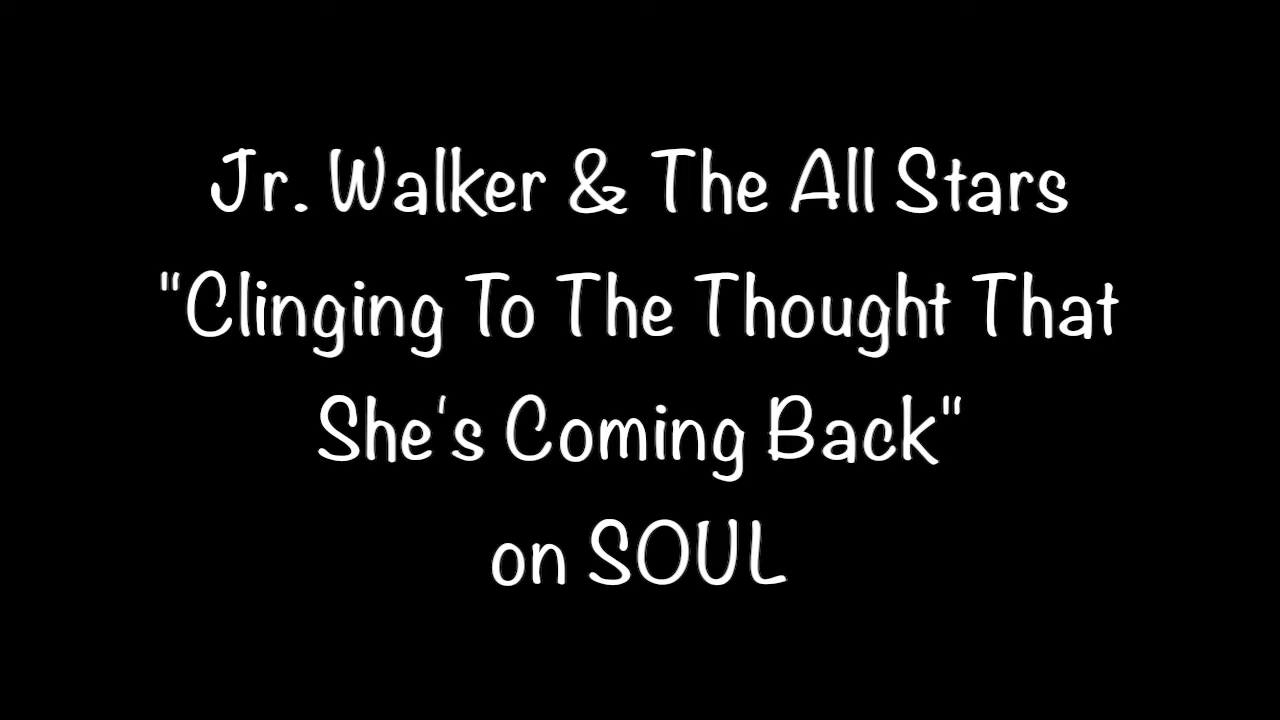 Jr. Walker & The All Stars
"Clinging To The Thought That
She's Coming Back"
on SOUL